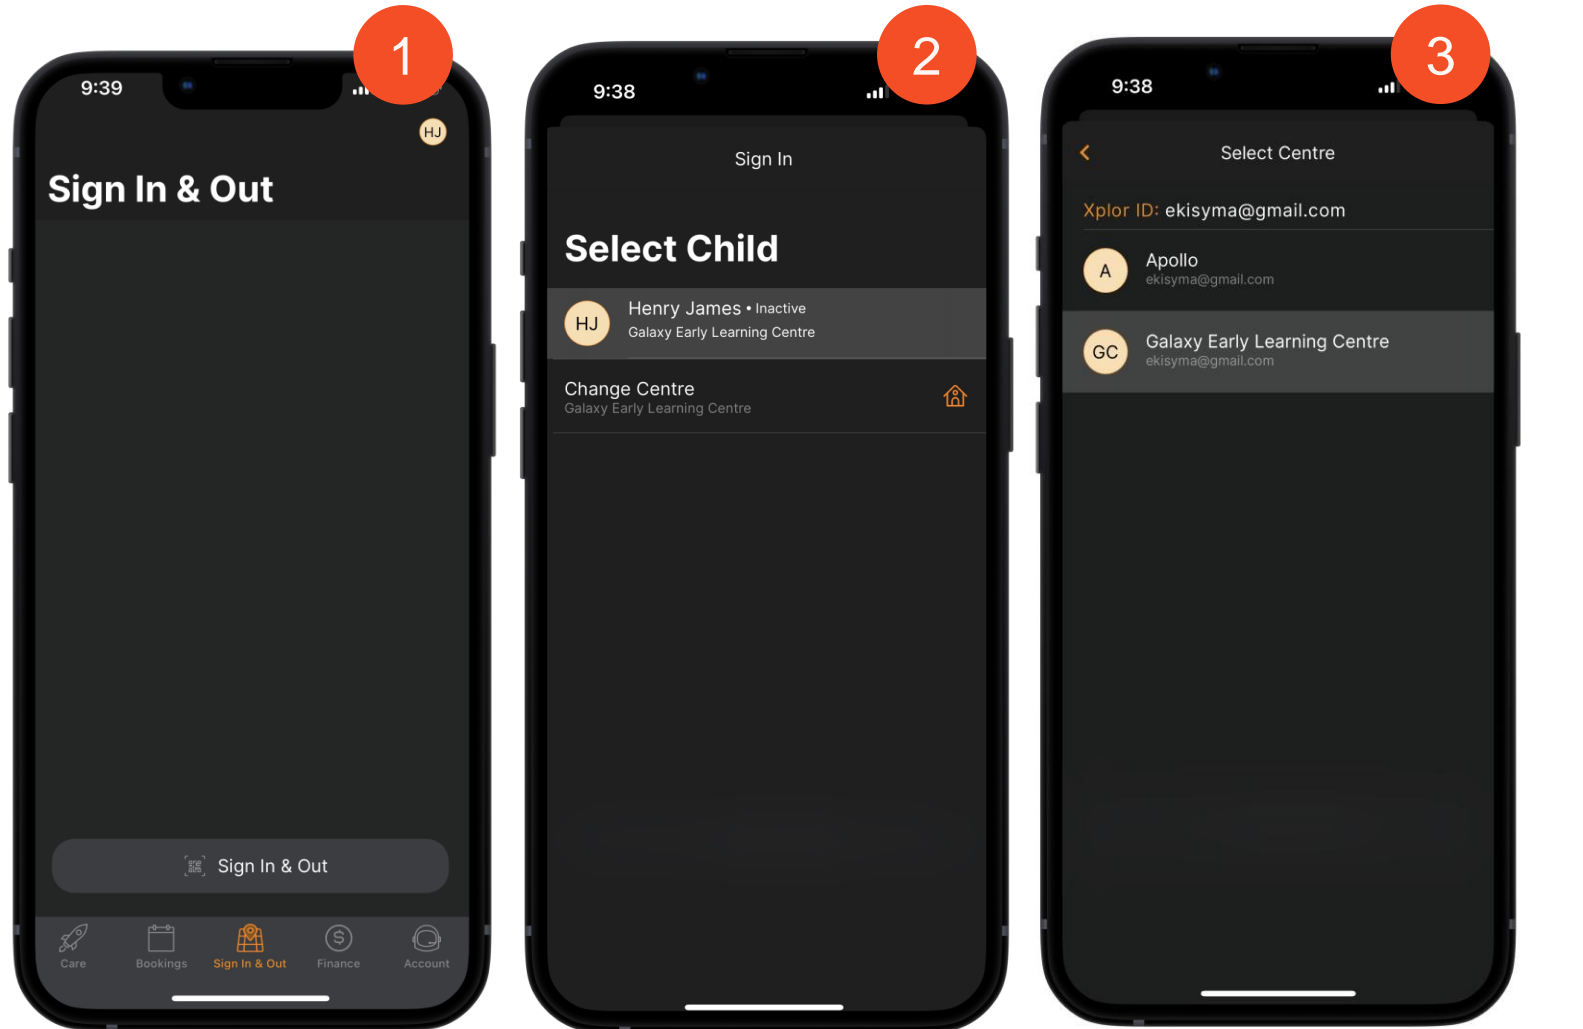 1
9:39
HJ
Sign In & Out
Sign In & Out
Care
Bookings
Sign In & Out
Finance
Account
2
9:38
Sign In
Select Child
HJ
Henry James • Inactive
Galaxy Early Learning Centre
Change Centre
Galaxy Early Learning Centre
3
9:38
Select Centre
Xplor ID: ekisyma@gmail.com
A
Apollo
ekisyma@gmail.com
GC
Galaxy Early Learning Centre
ekisyma@gmail.com